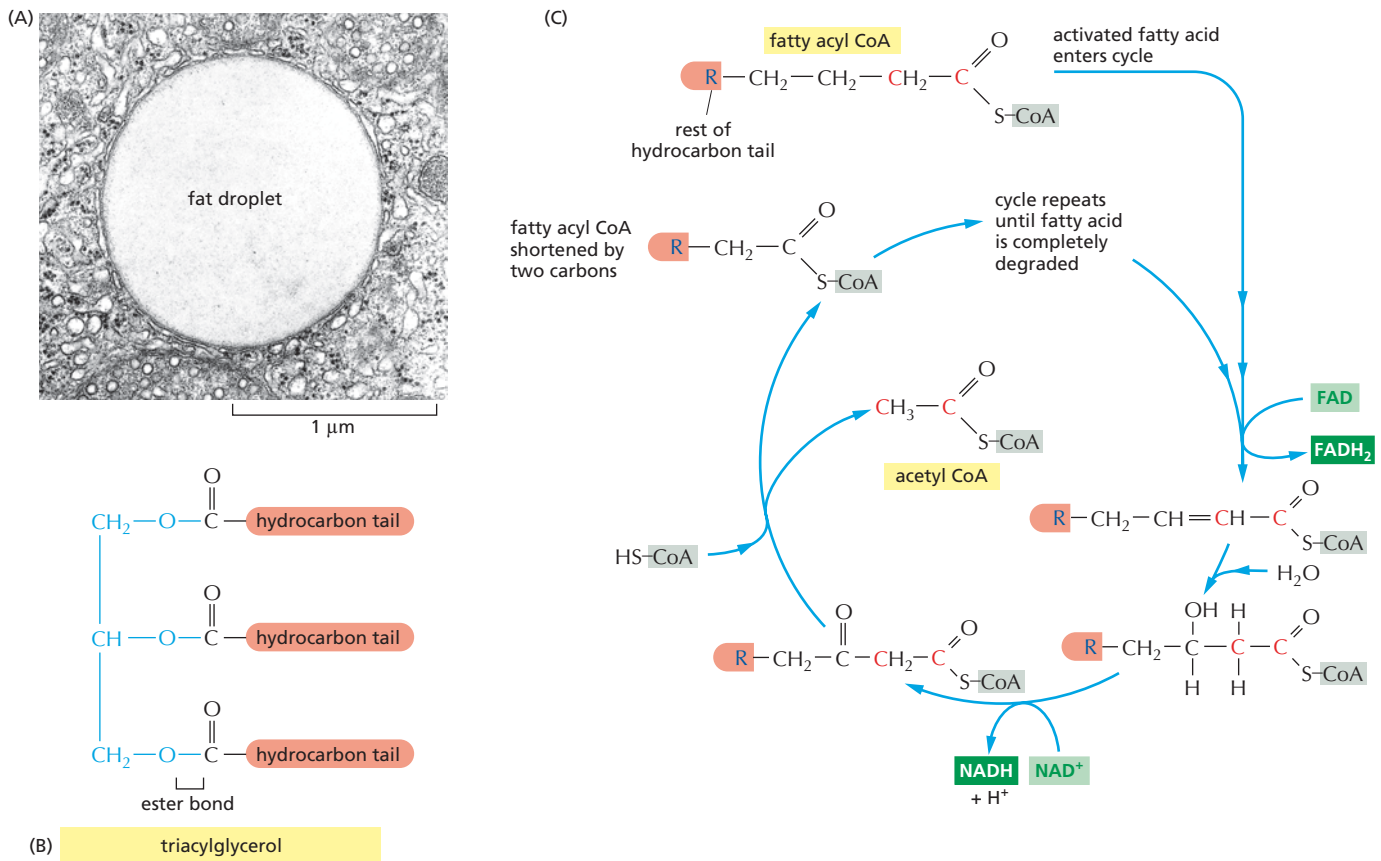 (A)
fat droplet
1 μm
CH₂—O—C hydrocarbon tail
O
CH—O—C hydrocarbon tail
O
CH₂—O—C hydrocarbon tail
O
ester bond
(B) triacylglycerol
(C)
fatty acyl CoA
R—CH₂—CH₂—CH₂—C
O
S–CoA
rest of
hydrocarbon tail
activated fatty acid
enters cycle
fatty acyl CoA
shortened by
two carbons
R—CH₂—C
O
S–CoA
cycle repeats
until fatty acid
is completely
degraded
FAD
FADH₂
R—CH₂—CH=CH—C
O
S–CoA
H₂O
OH H O
R—CH₂—C—C—C
H H
S–CoA
NAD⁺
NADH
+ H⁺
O O
R—CH₂—C—CH₂—C
S–CoA
HS–CoA
CH₃—C
O
S–CoA
acetyl CoA